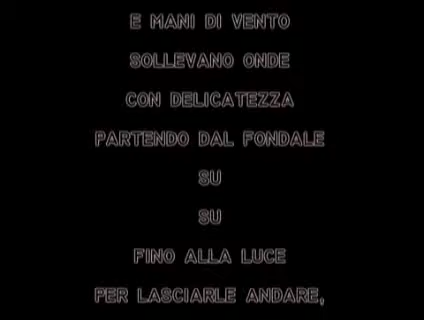 E MANI DI VENTO
SOLLEVANO ONDE
CON DELICATEZZA
PARTENDO DAL FONDALE
SU
SU
FINO ALLA LUCE
PER LASCIARLE ANDARE,